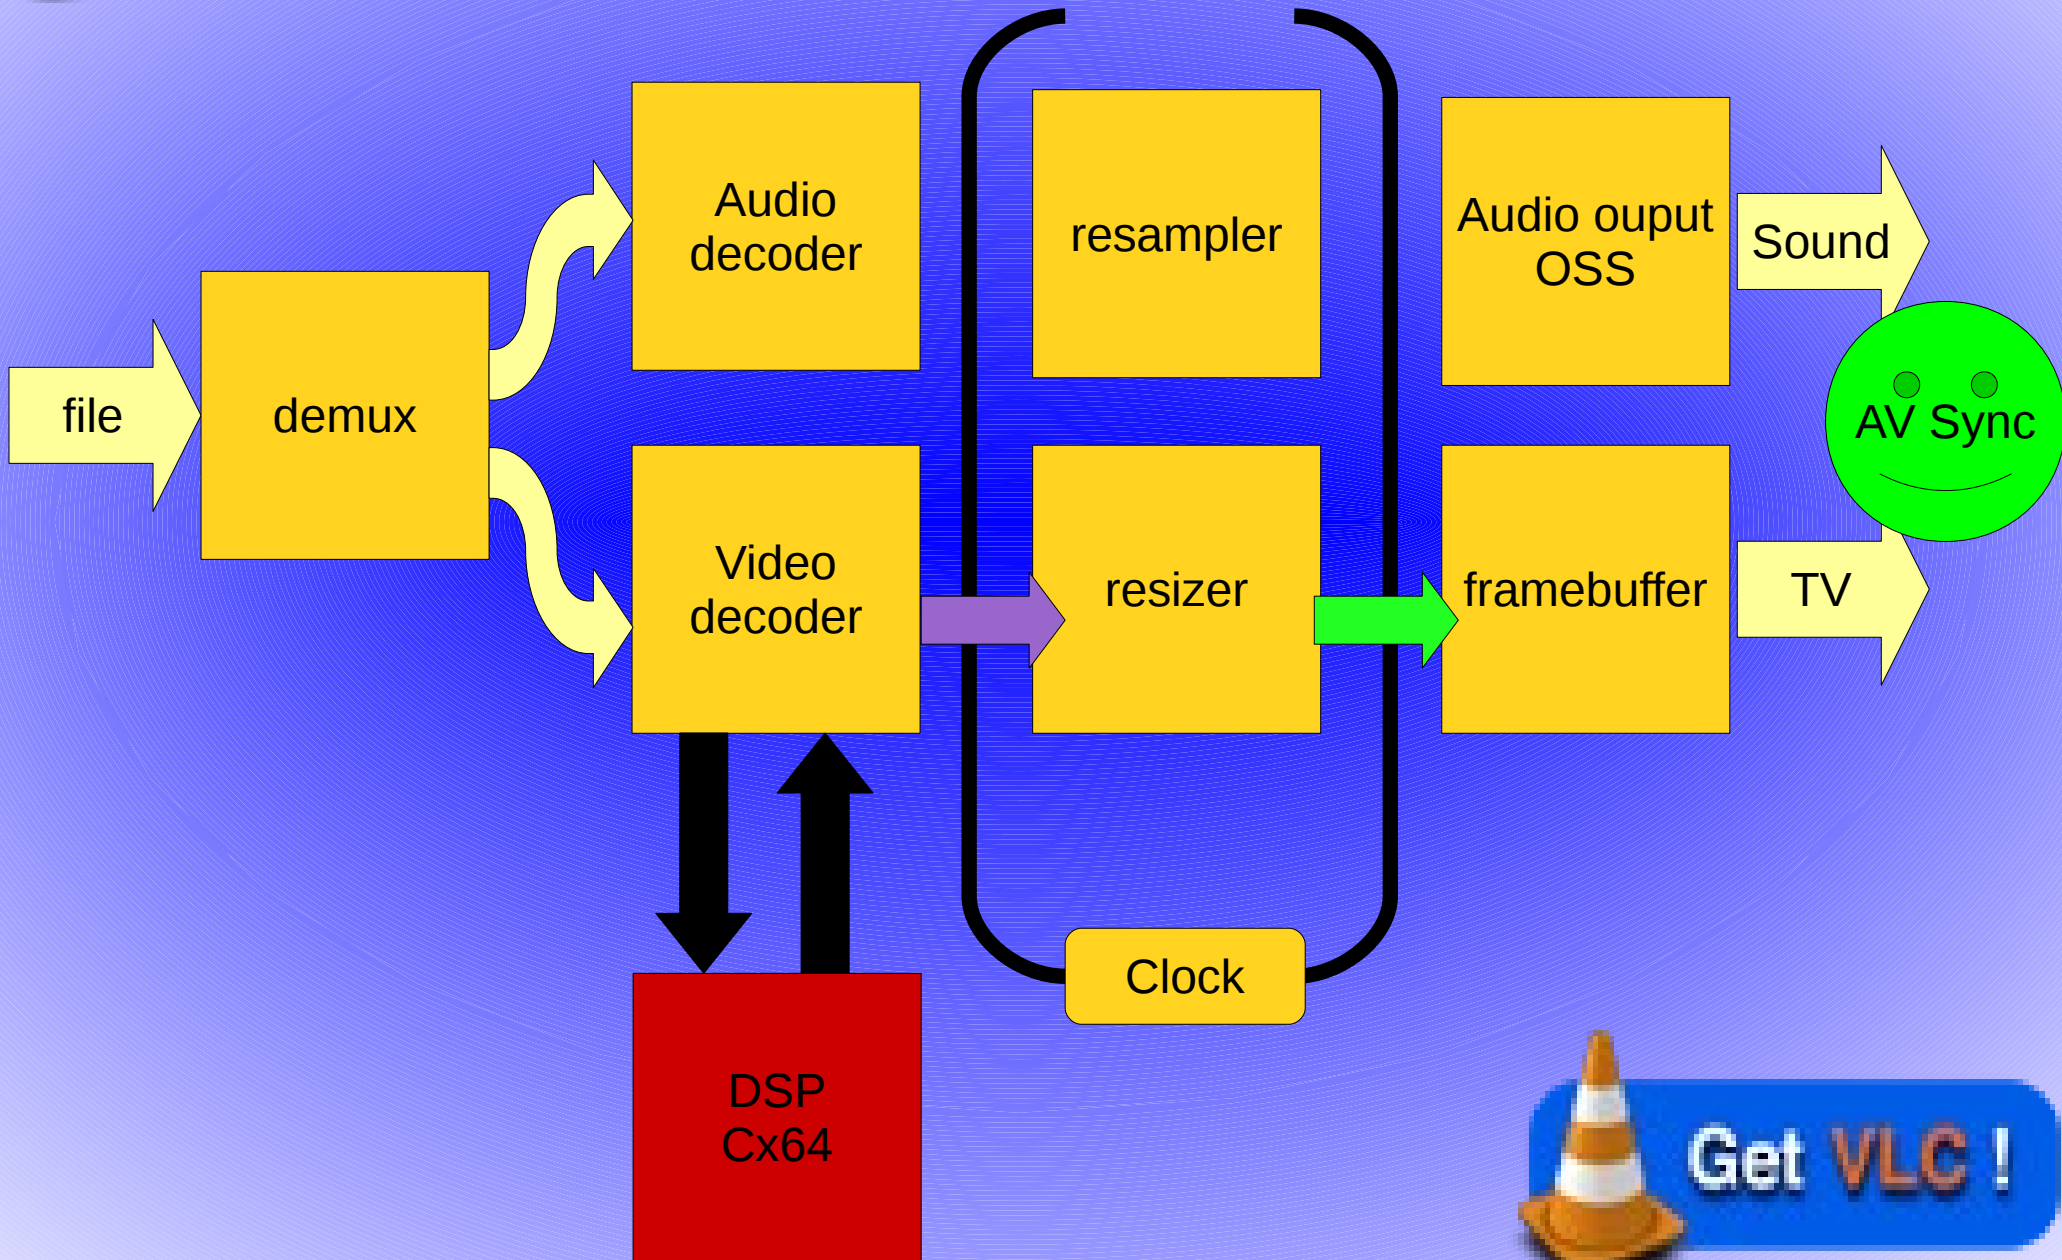 file
demux
Audio
decoder
resampler
Audio ouput
OSS
Sound
AV Sync
Video
decoder
resizer
framebuffer
TV
Clock
DSP
Cx64
Get VLC !